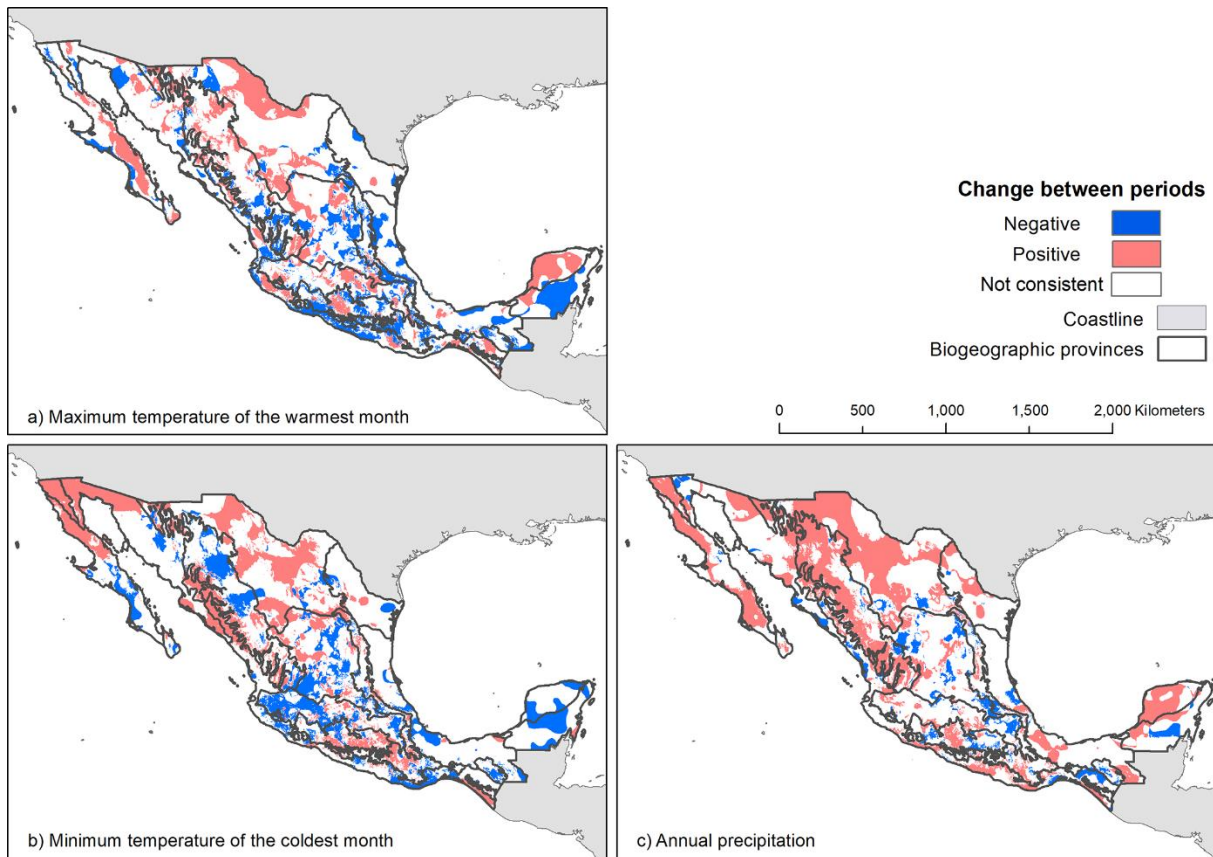 Change between periods
Negative
Positive
Not consistent
Coastline
Biogeographic provinces
0 500 1,000 1,500 2,000 Kilometers
a) Maximum temperature of the warmest month
b) Minimum temperature of the coldest month
c) Annual precipitation